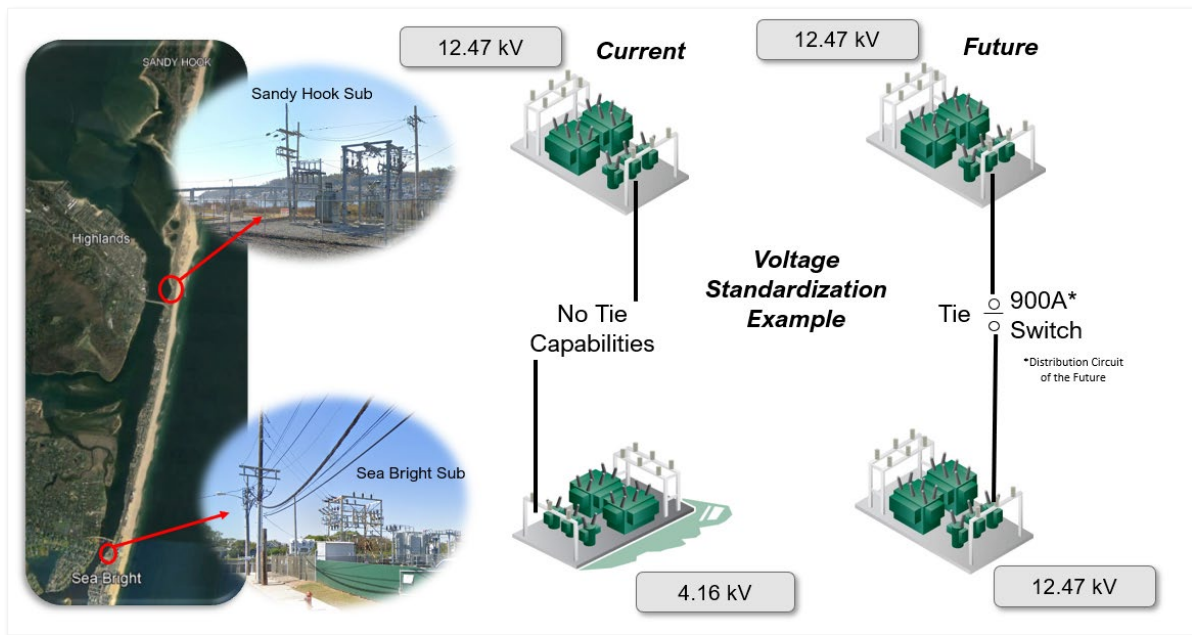 SANDY HOOK
Sandy Hook Sub
Highlands
Sea Bright Sub
Sea Bright
12.47 kV
Current
12.47 kV
Future
Voltage
Standardization
Example
No Tie
Capabilities
Tie
900A*
Switch
*Distribution Circuit
of the Future
4.16 kV
12.47 kV